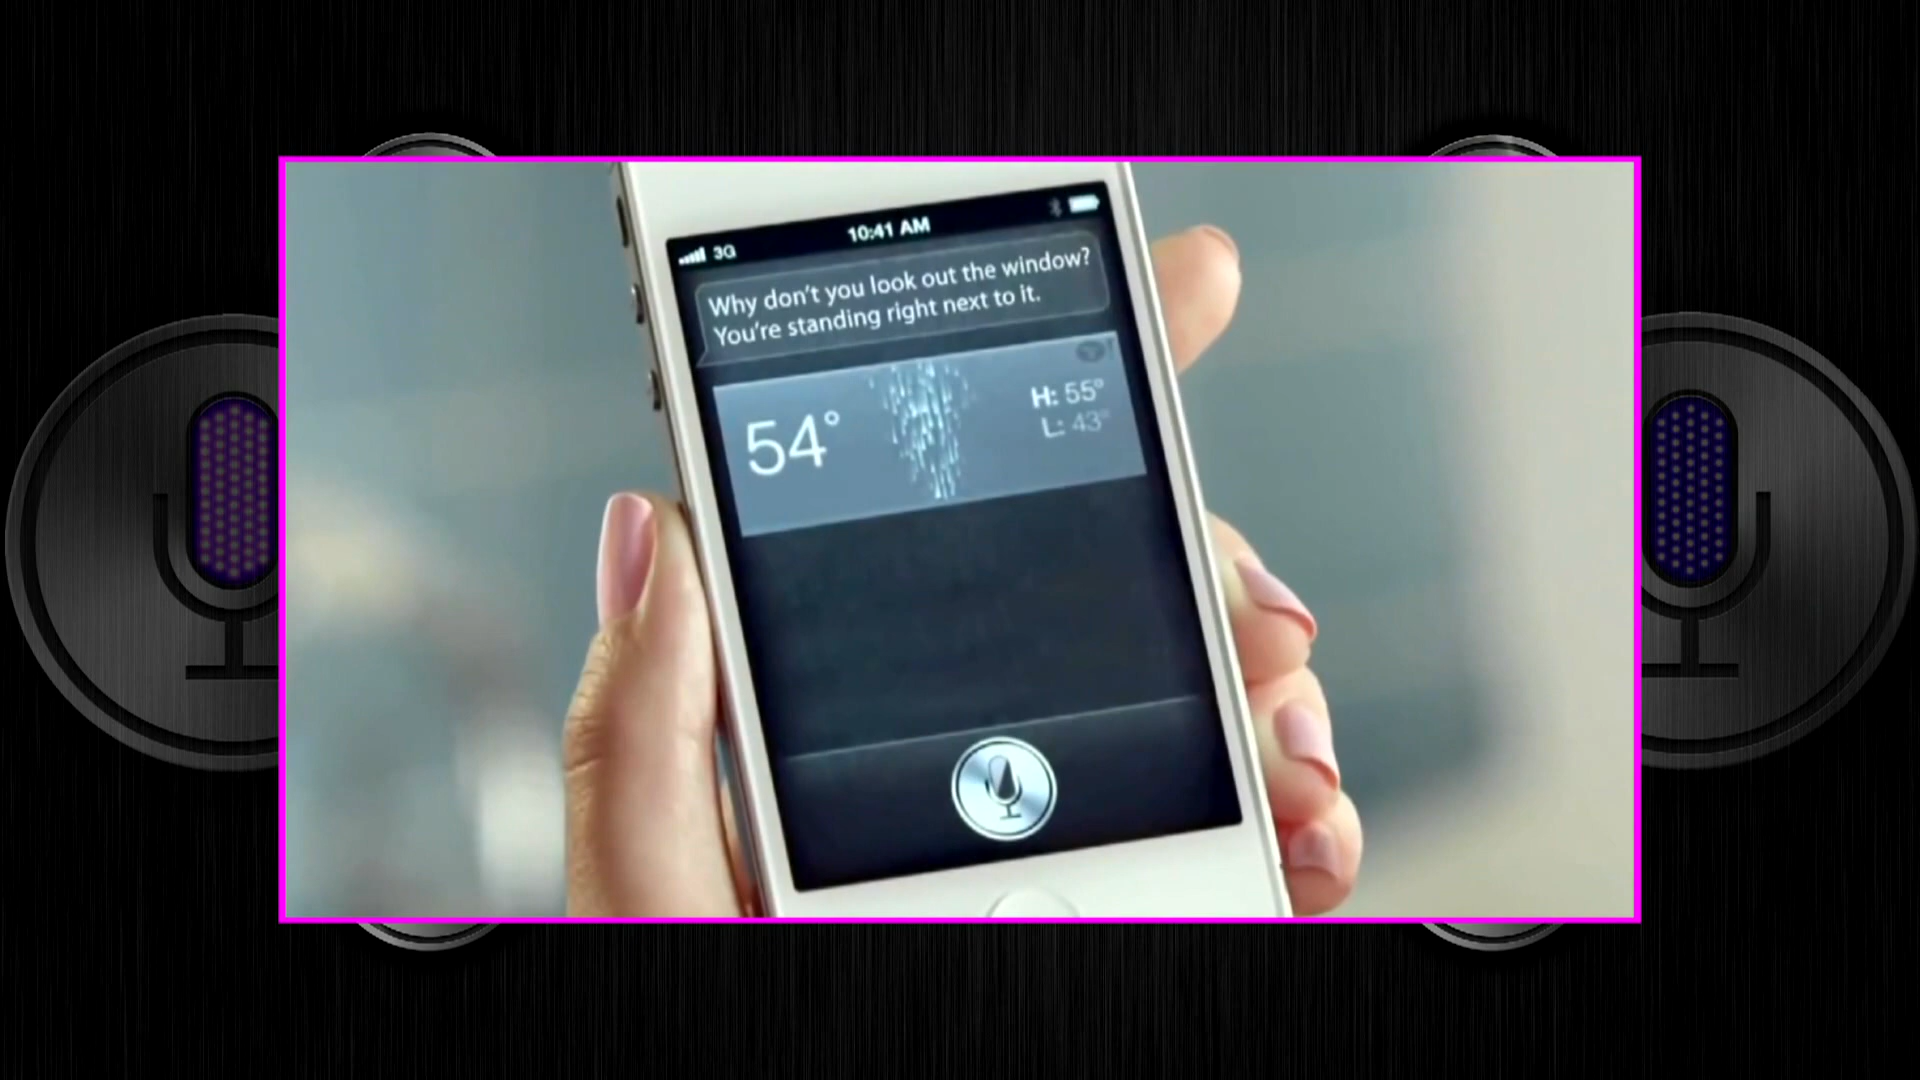 3G
10:41 AM
Why don't you look out the window?
You're standing right next to it.
54°
H: 55°
L: 43°